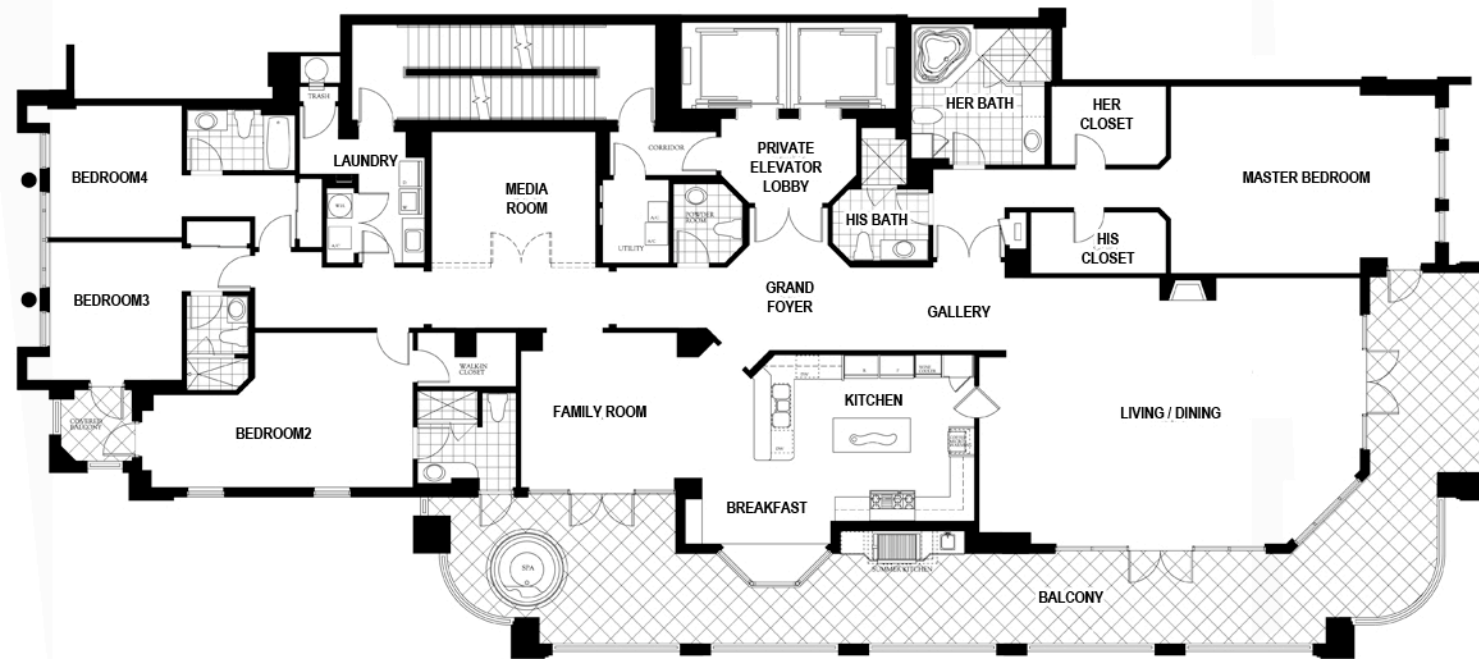 TRASH
HER BATH
HER
CLOSET
LAUNDRY
CORRIDOR
PRIVATE
ELEVATOR
LOBBY
BEDROOM4
MEDIA
ROOM
MASTER BEDROOM
POWDER
ROOM
HIS BATH
A/C
UTILITY
A/C
A/C
HIS
CLOSET
BEDROOM3
GRAND
FOYER
GALLERY
WALK-IN
CLOSET
KITCHEN
FAMILY ROOM
LIVING / DINING
COVERED
BALCONY
BEDROOM2
BREAKFAST
SPA
SUMMER KITCHEN
BALCONY